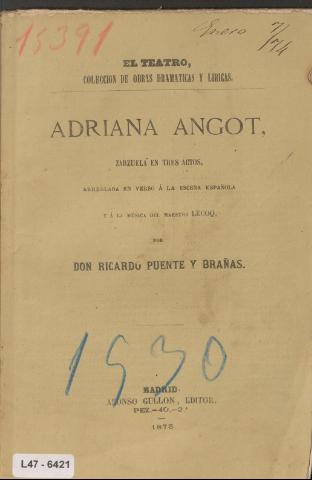 15391
Enero 7/74
EL TEATRO,
COLECCION DE OBRAS DRAMATICAS Y LIRICAS.
ADRIANA ANGOT,
ZARZUELA EN TRES ACTOS,
ARREGLADA EN VERSO Á LA ESCENA ESPAÑOLA
Y Á LA MÚSICA DEL MAESTRO LECOQ,
POR
DON RICARDO PUENTE Y BRAÑAS.
1930
MADRID.
ALONSO GULLON, EDITOR.
PEZ.-40.-2.º
1873
L47 - 6421